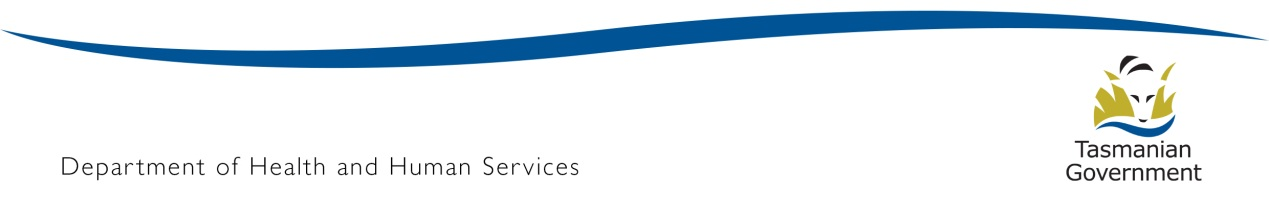 Department of Health and Human Services
Tasmanian
Government